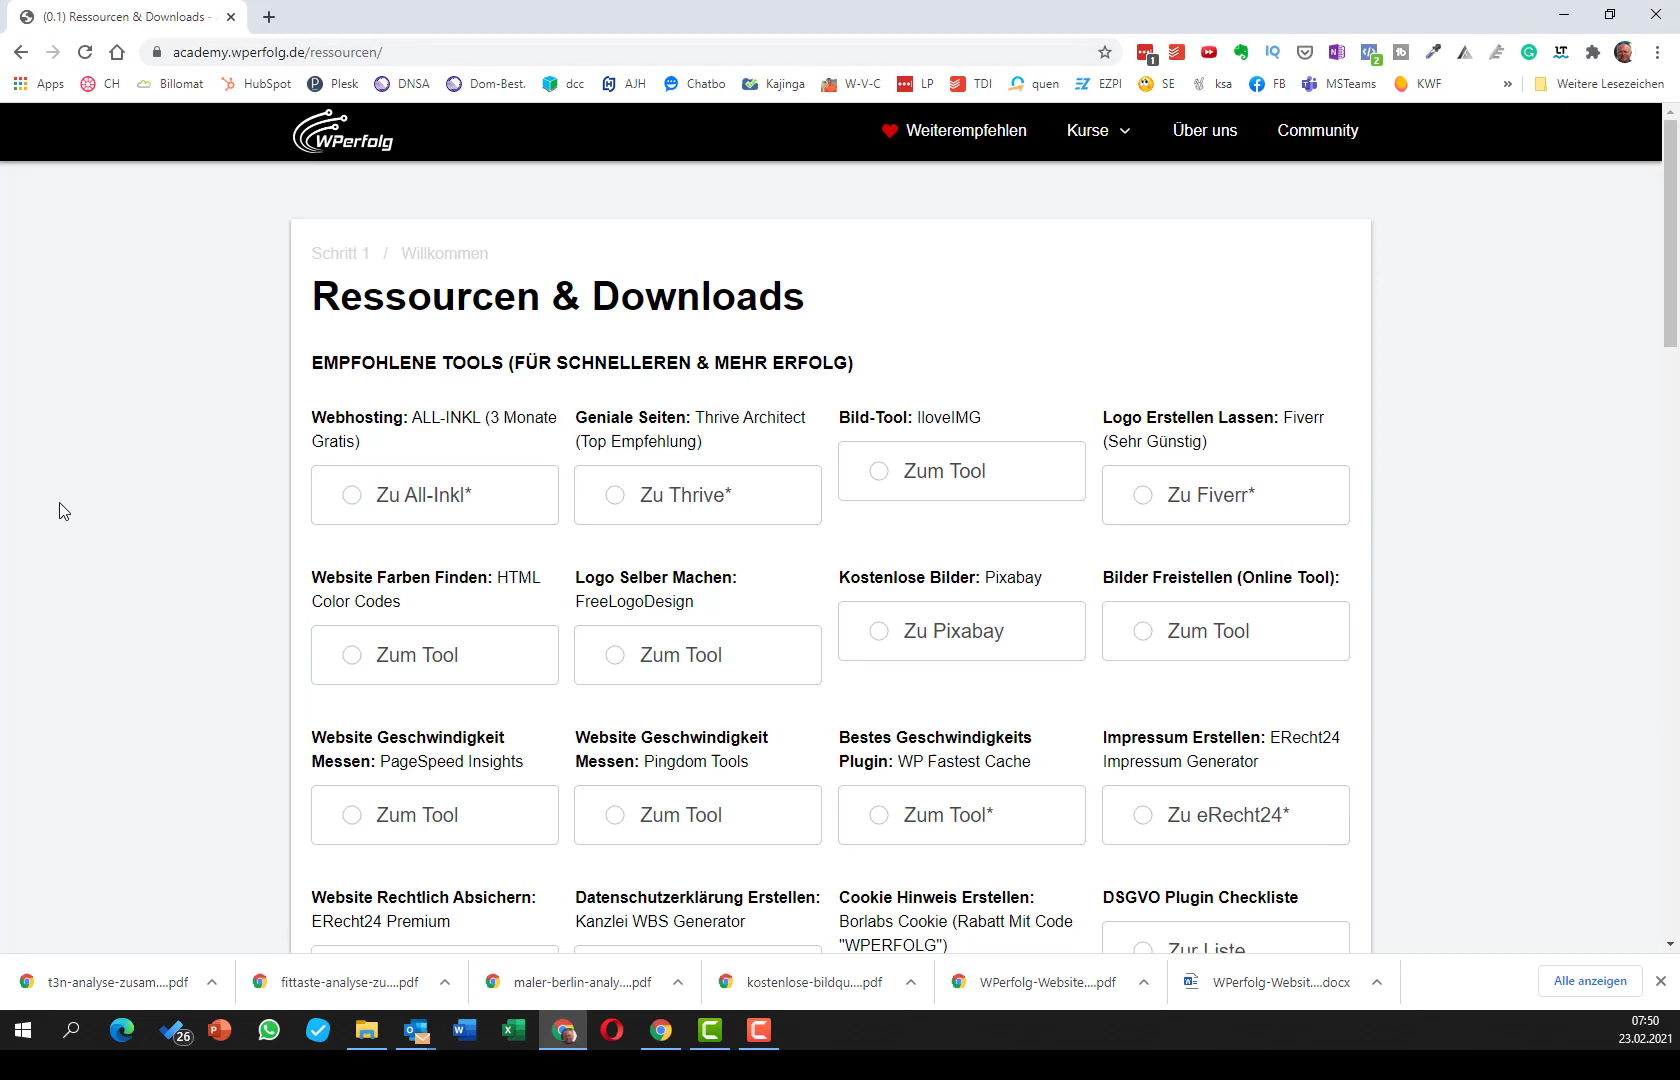 (0.1) Ressourcen & Downloads -
academy.wperfolg.de/ressourcen/
1
2
Apps
CH
Billomat
HubSpot
Plesk
DNSA
Dom-Best.
dcc
AJH
Chatbo
Kajinga
W-V-C
LP
TDI
quen
EZPI
SE
ksa
FB
MSTeams
KWF
»
Weitere Lesezeichen
WPerfolg
Weiterempfehlen
Kurse
Über uns
Community
Schritt 1 / Willkommen
Ressourcen & Downloads
EMPFOHLENE TOOLS (FÜR SCHNELLEREN & MEHR ERFOLG)
Webhosting: ALL-INKL (3 Monate
Gratis)
Zu All-Inkl*
Geniale Seiten: Thrive Architect
(Top Empfehlung)
Zu Thrive*
Bild-Tool: IloveIMG
Zum Tool
Logo Erstellen Lassen: Fiverr
(Sehr Günstig)
Zu Fiverr*
Website Farben Finden: HTML
Color Codes
Zum Tool
Logo Selber Machen:
FreeLogoDesign
Zum Tool
Kostenlose Bilder: Pixabay
Zu Pixabay
Bilder Freistellen (Online Tool):
Zum Tool
Website Geschwindigkeit
Messen: PageSpeed Insights
Zum Tool
Website Geschwindigkeit
Messen: Pingdom Tools
Zum Tool
Bestes Geschwindigkeits
Plugin: WP Fastest Cache
Zum Tool*
Impressum Erstellen: ERecht24
Impressum Generator
Zu eRecht24*
Website Rechtlich Absichern:
ERecht24 Premium
Datenschutzerklärung Erstellen:
Kanzlei WBS Generator
Cookie Hinweis Erstellen:
Borlabs Cookie (Rabatt Mit Code
"WPERFOLG")
DSGVO Plugin Checkliste
Zur Liste
t3n-analyse-zusam....pdf
fittaste-analyse-zu....pdf
maler-berlin-analy....pdf
kostenlose-bildqu....pdf
WPerfolg-Website....pdf
WPerfolg-Websit....docx
Alle anzeigen
26
07:50
23.02.2021